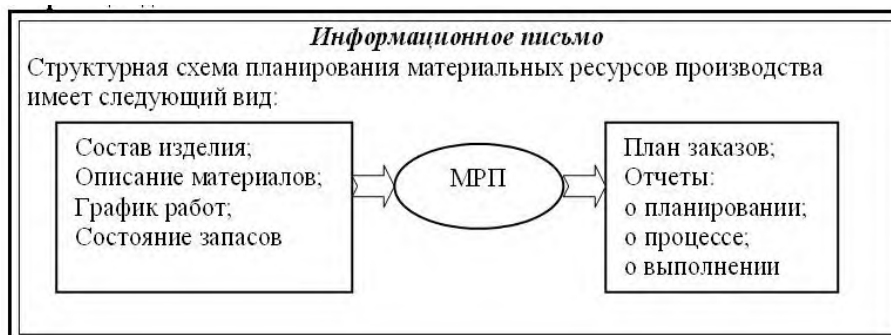 Информационное письмо
Структурная схема планирования материальных ресурсов производства
имеет следующий вид:
Состав изделия;
Описание материалов;
График работ;
Состояние запасов
МРП
План заказов;
Отчеты:
о планировании;
о процессе;
о выполнении